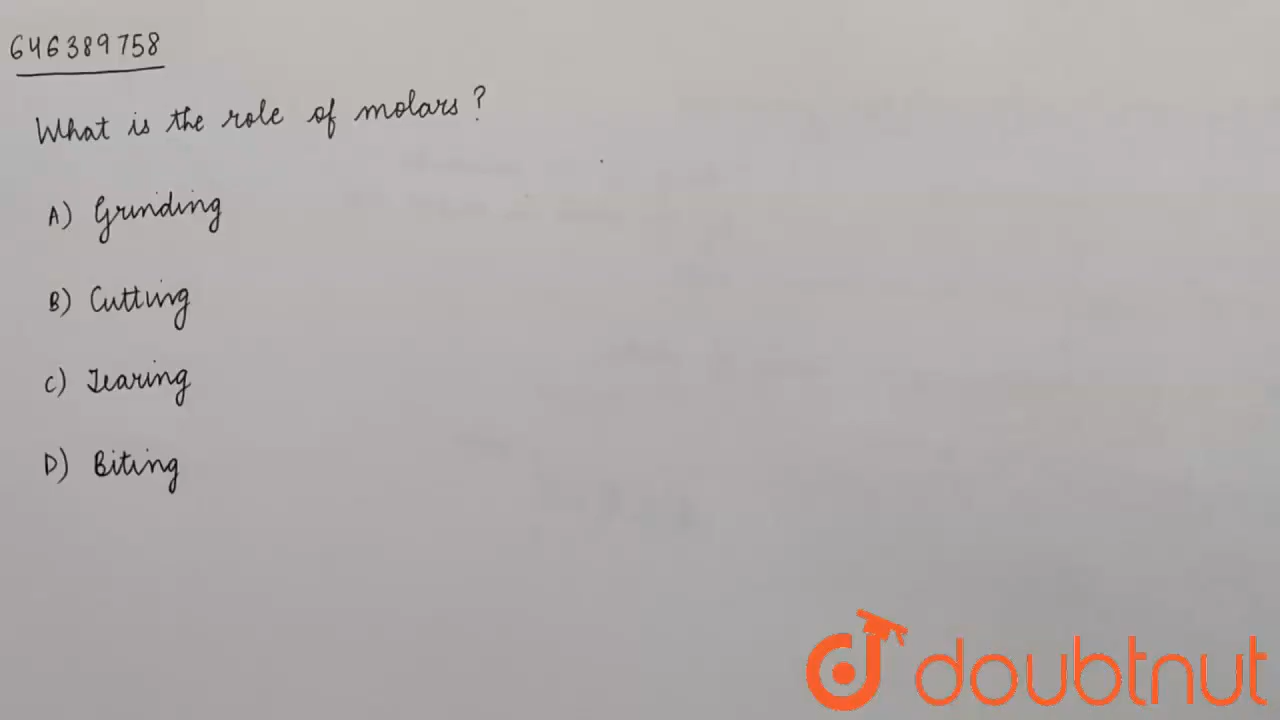 646389758
What is the role of molars?
A) Grinding
B) Cutting
C) Tearing
D) Biting
doubtnut